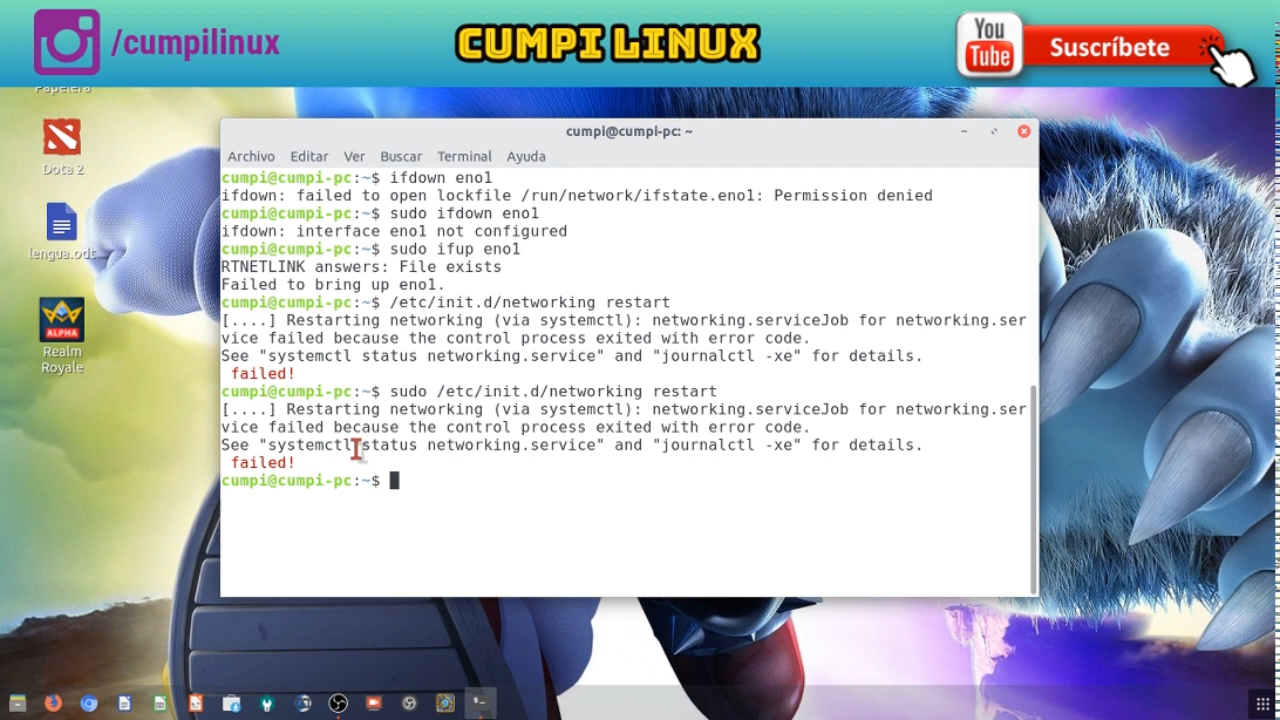 /cumpilinux
CUMPI LINUX
You
Tube
Suscríbete
Papelera
Dota 2
lengua.odt
ALPHA
Realm
Royale
cumpi@cumpi-pc: ~
Archivo Editar Ver Buscar Terminal Ayuda
cumpi@cumpi-pc:~$ ifdown eno1
ifdown: failed to open lockfile /run/network/ifstate.eno1: Permission denied
cumpi@cumpi-pc:~$ sudo ifdown eno1
ifdown: interface eno1 not configured
cumpi@cumpi-pc:~$ sudo ifup eno1
RTNETLINK answers: File exists
Failed to bring up eno1.
cumpi@cumpi-pc:~$ /etc/init.d/networking restart
[....] Restarting networking (via systemctl): networking.serviceJob for networking.ser
vice failed because the control process exited with error code.
See "systemctl status networking.service" and "journalctl -xe" for details.
failed!
cumpi@cumpi-pc:~$ sudo /etc/init.d/networking restart
[....] Restarting networking (via systemctl): networking.serviceJob for networking.ser
vice failed because the control process exited with error code.
See "systemctl status networking.service" and "journalctl -xe" for details.
failed!
cumpi@cumpi-pc:~$